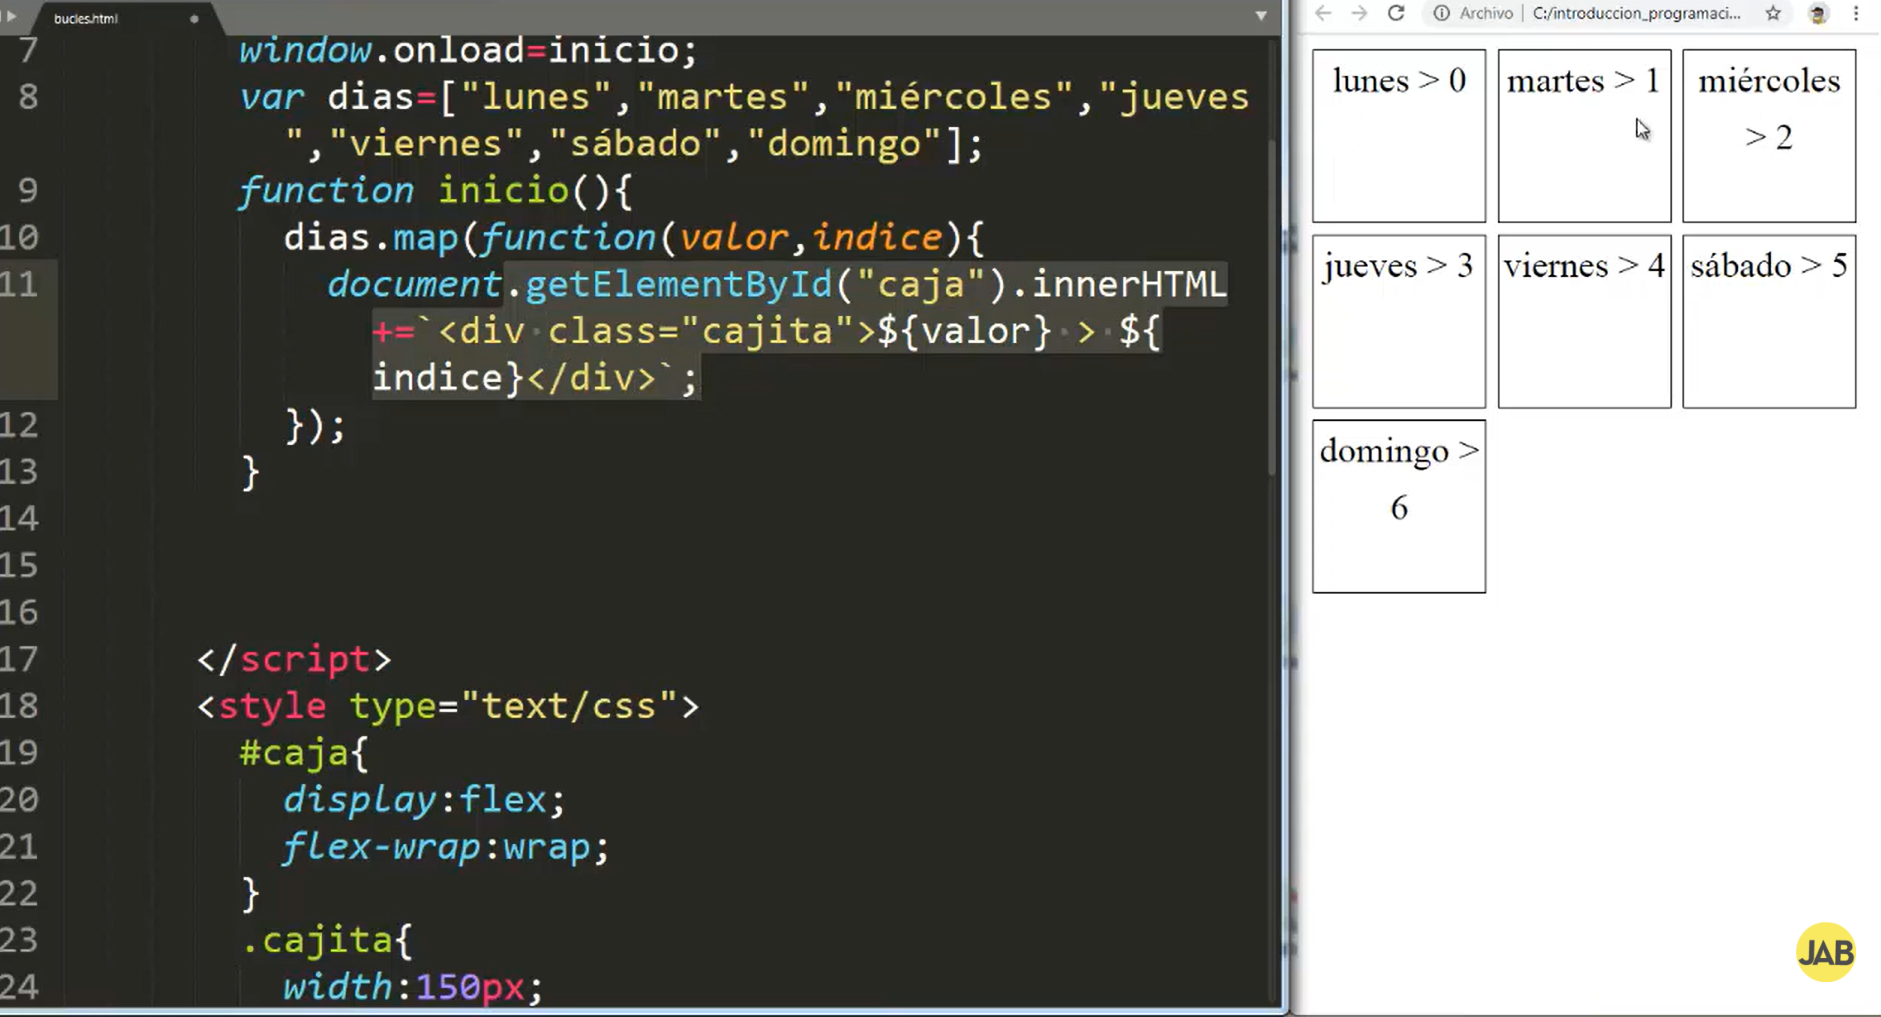 bucles.html
7 window.onload=inicio;
8 var dias=["lunes","martes","miércoles","jueves
","viernes","sábado","domingo"];
9 function inicio(){
10 dias.map(function(valor,indice){
11 document.getElementById("caja").innerHTML
+=`<div class="cajita">${valor} > ${
indice}</div>`;
12 });
13 }
14
15
16
17 </script>
18 <style type="text/css">
19 #caja{
20 display:flex;
21 flex-wrap:wrap;
22 }
23 .cajita{
24 width:150px;
Archivo | C:/introduccion_programaci...
lunes > 0
martes > 1
miércoles
> 2
jueves > 3
viernes > 4
sábado > 5
domingo >
6
JAB